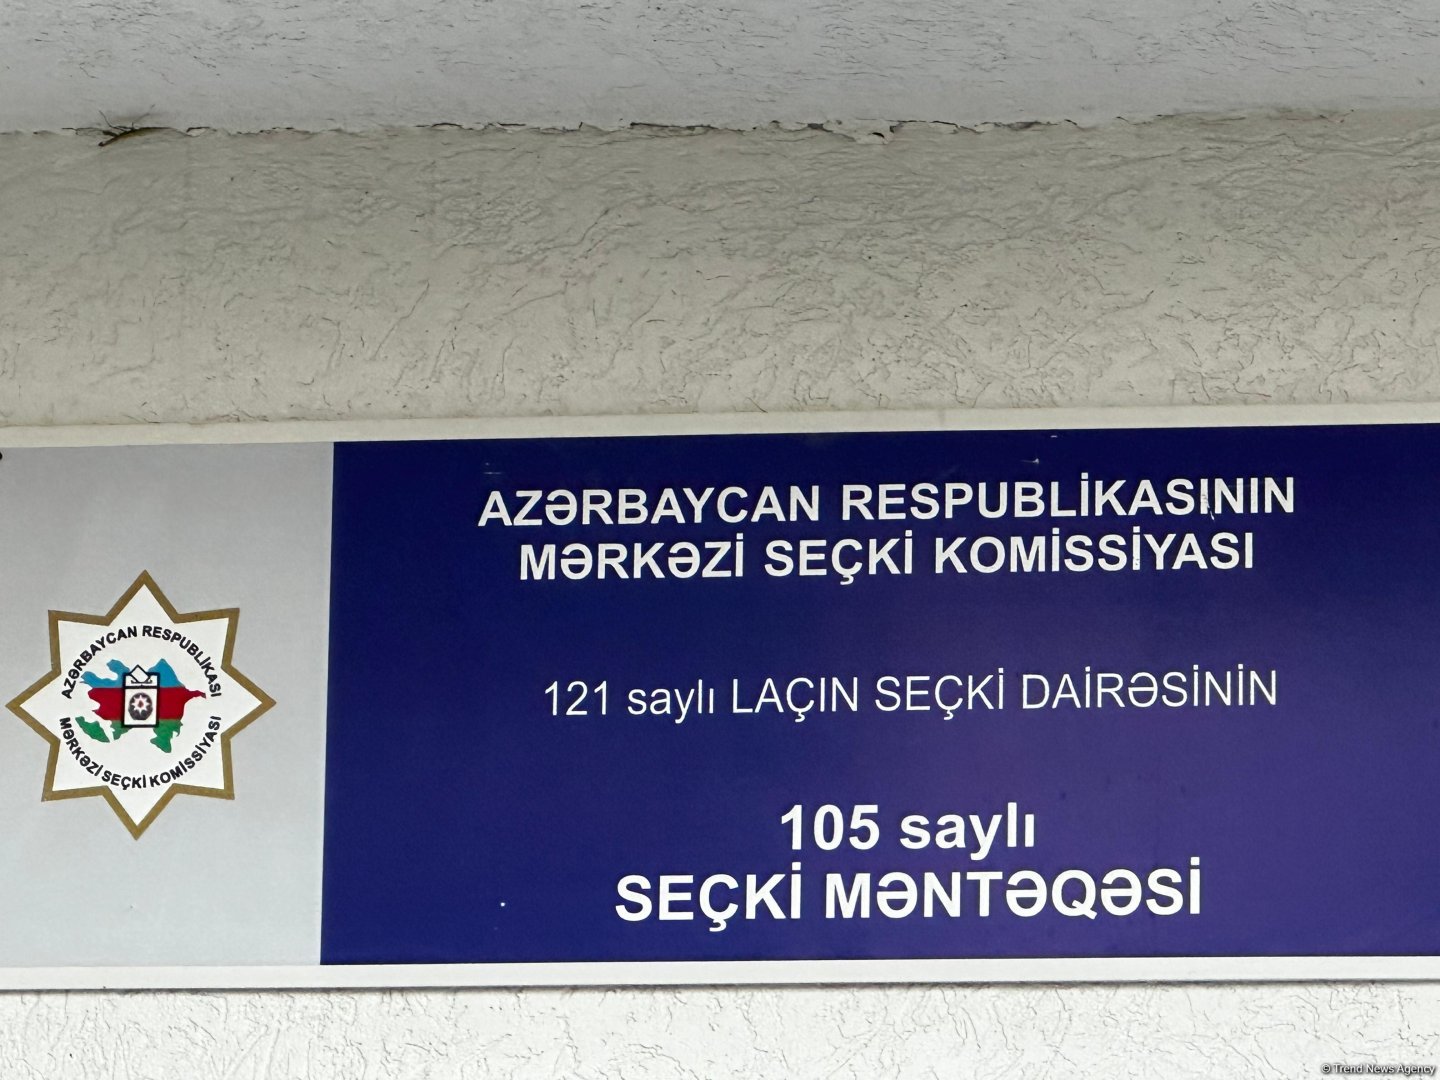 AZƏRBAYCAN RESPUBLİKASININ
MƏRKƏZİ SEÇKİ KOMİSSİYASI
121 saylı LAÇIN SEÇKİ DAİRƏSİNİN
105 saylı
SEÇKİ MƏNTƏQƏSİ
AZƏRBAYCAN RESPUBLİKASI
MƏRKƏZİ SEÇKİ KOMİSSİYASI
© Trend News Agency